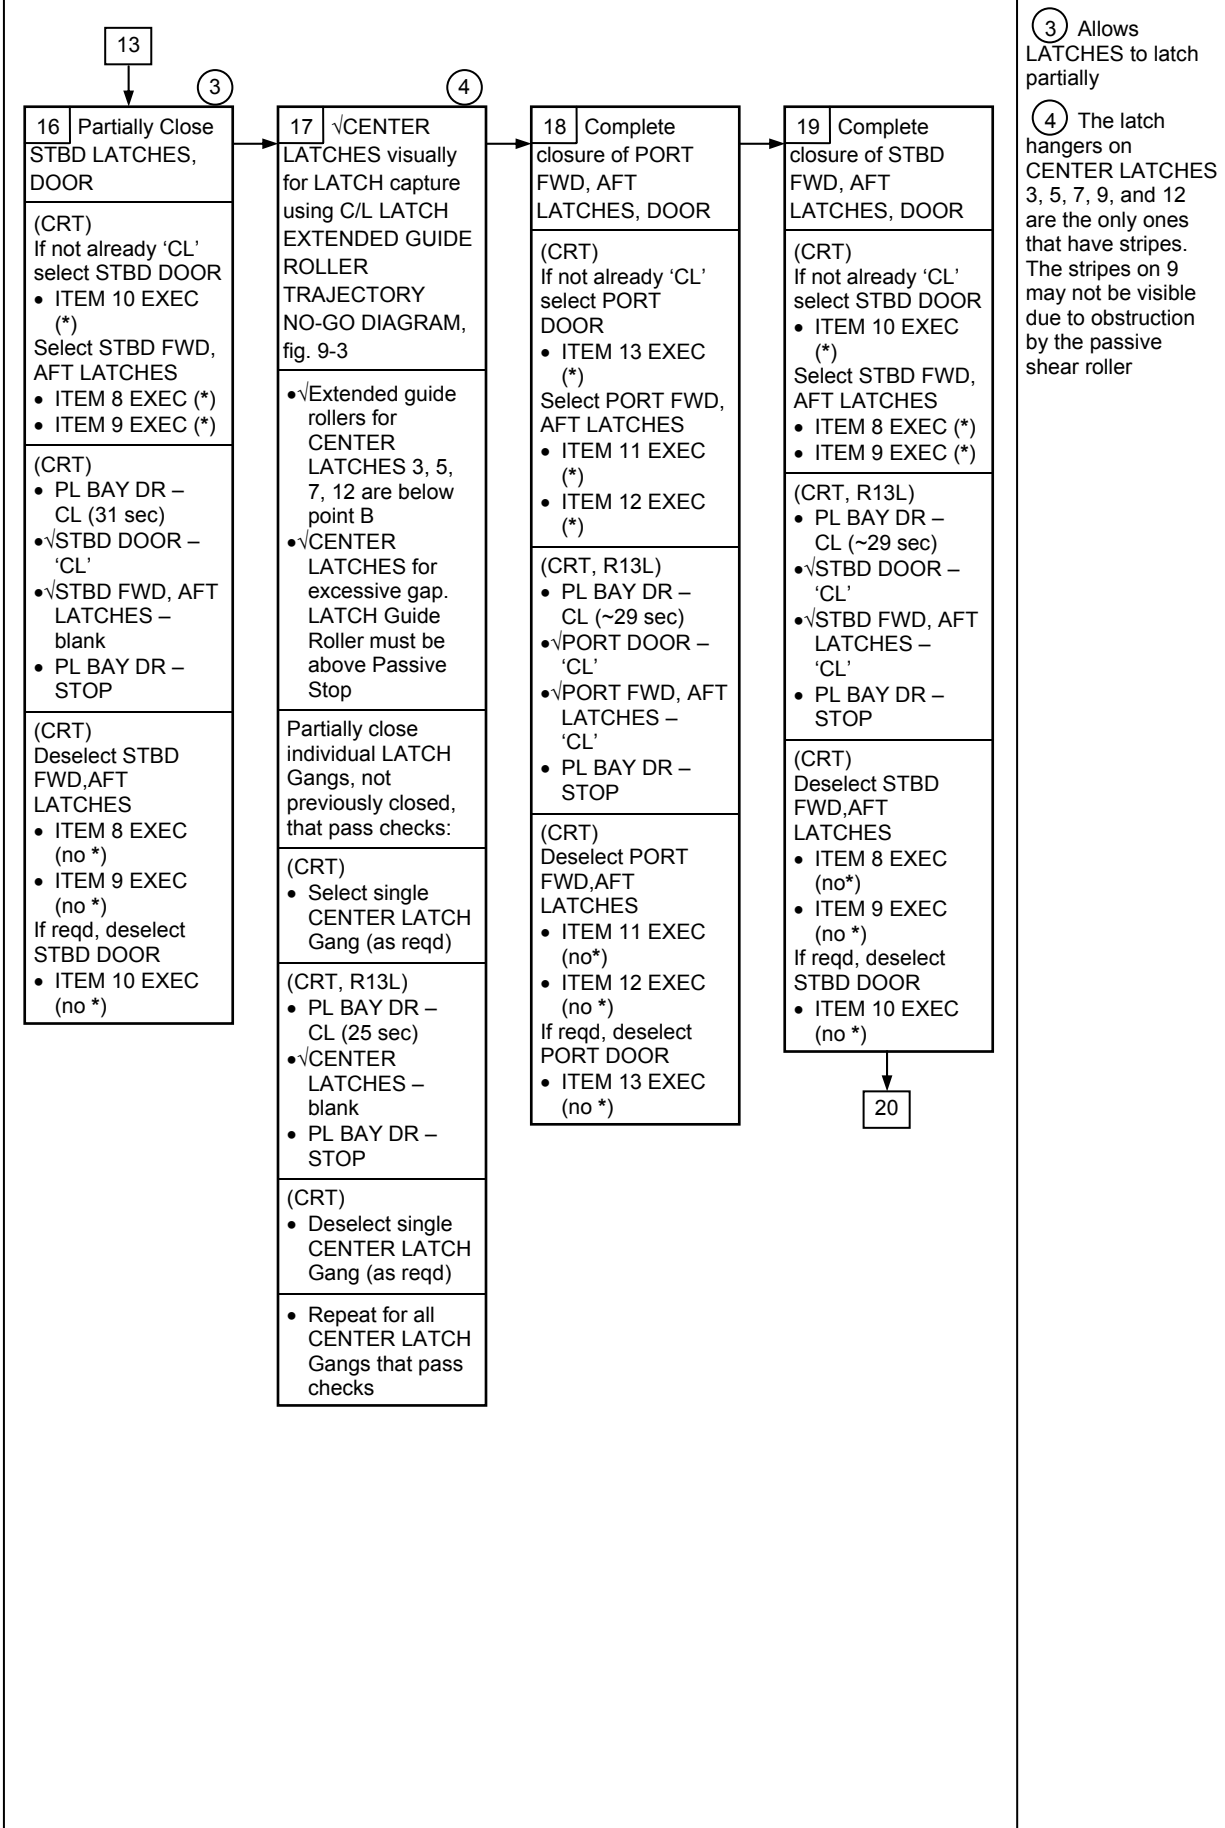 13
3
16 Partially Close
STBD LATCHES,
DOOR
(CRT)
If not already ‘CL’
select STBD DOOR
• ITEM 10 EXEC
(*)
Select STBD FWD,
AFT LATCHES
• ITEM 8 EXEC (*)
• ITEM 9 EXEC (*)
(CRT)
• PL BAY DR –
CL (31 sec)
•√STBD DOOR –
‘CL’
•√STBD FWD, AFT
LATCHES –
blank
• PL BAY DR –
STOP
(CRT)
Deselect STBD
FWD,AFT
LATCHES
• ITEM 8 EXEC
(no *)
• ITEM 9 EXEC
(no *)
If reqd, deselect
STBD DOOR
• ITEM 10 EXEC
(no *)
4
17 √CENTER
LATCHES visually
for LATCH capture
using C/L LATCH
EXTENDED GUIDE
ROLLER
TRAJECTORY
NO-GO DIAGRAM,
fig. 9-3
•√Extended guide
rollers for
CENTER
LATCHES 3, 5,
7, 12 are below
point B
•√CENTER
LATCHES for
excessive gap.
LATCH Guide
Roller must be
above Passive
Stop
Partially close
individual LATCH
Gangs, not
previously closed,
that pass checks:
(CRT)
• Select single
CENTER LATCH
Gang (as reqd)
(CRT, R13L)
• PL BAY DR –
CL (25 sec)
•√CENTER
LATCHES –
blank
• PL BAY DR –
STOP
(CRT)
• Deselect single
CENTER LATCH
Gang (as reqd)
• Repeat for all
CENTER LATCH
Gangs that pass
checks
18 Complete
closure of PORT
FWD, AFT
LATCHES, DOOR
(CRT)
If not already ‘CL’
select PORT
DOOR
• ITEM 13 EXEC
(*)
Select PORT FWD,
AFT LATCHES
• ITEM 11 EXEC
(*)
• ITEM 12 EXEC
(*)
(CRT, R13L)
• PL BAY DR –
CL (~29 sec)
•√PORT DOOR –
‘CL’
•√PORT FWD, AFT
LATCHES –
‘CL’
• PL BAY DR –
STOP
(CRT)
Deselect PORT
FWD,AFT
LATCHES
• ITEM 11 EXEC
(no*)
• ITEM 12 EXEC
(no *)
If reqd, deselect
PORT DOOR
• ITEM 13 EXEC
(no *)
19 Complete
closure of STBD
FWD, AFT
LATCHES, DOOR
(CRT)
If not already ‘CL’
select STBD DOOR
• ITEM 10 EXEC
(*)
Select STBD FWD,
AFT LATCHES
• ITEM 8 EXEC (*)
• ITEM 9 EXEC (*)
(CRT, R13L)
• PL BAY DR –
CL (~29 sec)
•√STBD DOOR –
‘CL’
•√STBD FWD, AFT
LATCHES –
‘CL’
• PL BAY DR –
STOP
(CRT)
Deselect STBD
FWD,AFT
LATCHES
• ITEM 8 EXEC
(no*)
• ITEM 9 EXEC
(no *)
If reqd, deselect
STBD DOOR
• ITEM 10 EXEC
(no *)
20
3 Allows
LATCHES to latch
partially
4 The latch
hangers on
CENTER LATCHES
3, 5, 7, 9, and 12
are the only ones
that have stripes.
The stripes on 9
may not be visible
due to obstruction
by the passive
shear roller